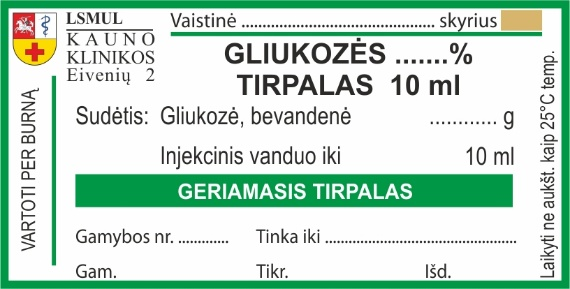 LSMUL
KAUNO
KLINIKOS
Eivenių 2
Vaistinė ................................... skyrius
GLIUKOZĖS .......%
TIRPALAS 10 ml
Sudėtis: Gliukozė, bevandenė ............ g
Injekcinis vanduo iki 10 ml
GERIAMASIS TIRPALAS
Gamybos nr. ............. Tinka iki .................................................
Gam. Tikr. Išd.
VARTOTI PER BURNĄ
Laikyti ne aukšt. kaip 25°C temp.